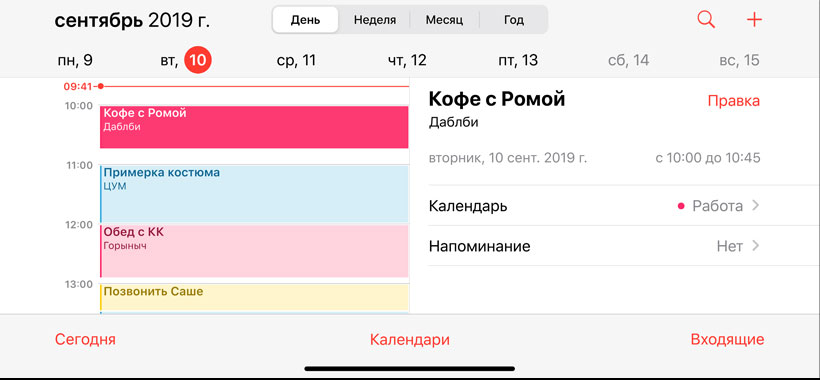 сентябрь 2019 г.
День Неделя Месяц Год
пн, 9 вт, 10 ср, 11 чт, 12 пт, 13 сб, 14 вс, 15
09:41
10:00
Кофе с Ромой
Даблби
11:00
Примерка костюма
ЦУМ
12:00
Обед с КК
Горыныч
13:00
Позвонить Саше
Кофе с Ромой Правка
Даблби
вторник, 10 сент. 2019 г. с 10:00 до 10:45
Календарь Работа
Напоминание Нет
Сегодня Календари Входящие